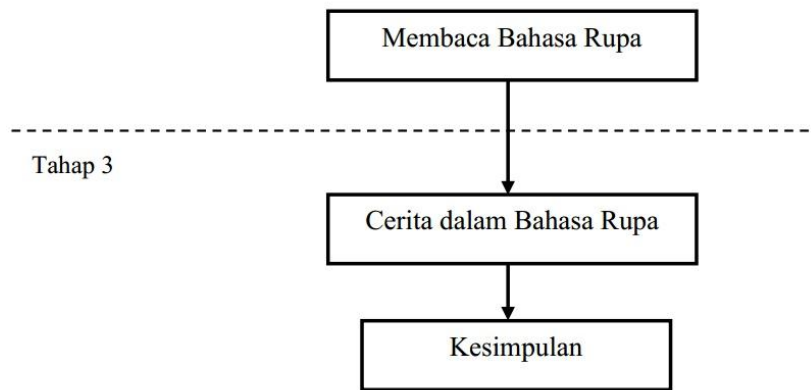 Membaca Bahasa Rupa
Tahap 3
Cerita dalam Bahasa Rupa
Kesimpulan